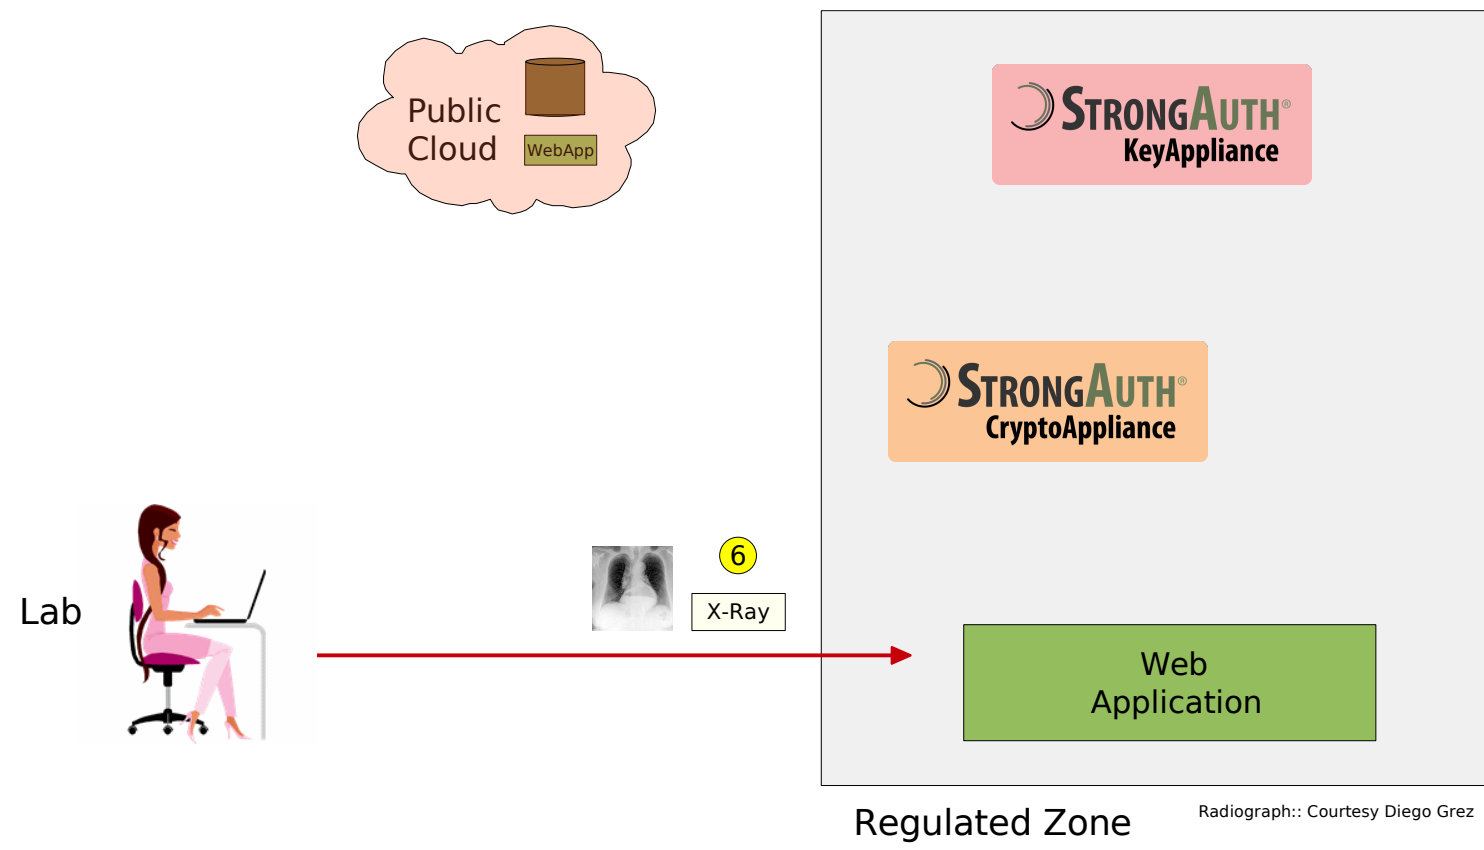 Public
Cloud
WebApp
STRONGAUTH®
KeyAppliance
STRONGAUTH®
CryptoAppliance
Lab
6
X-Ray
Web
Application
Regulated Zone
Radiograph:: Courtesy Diego Grez